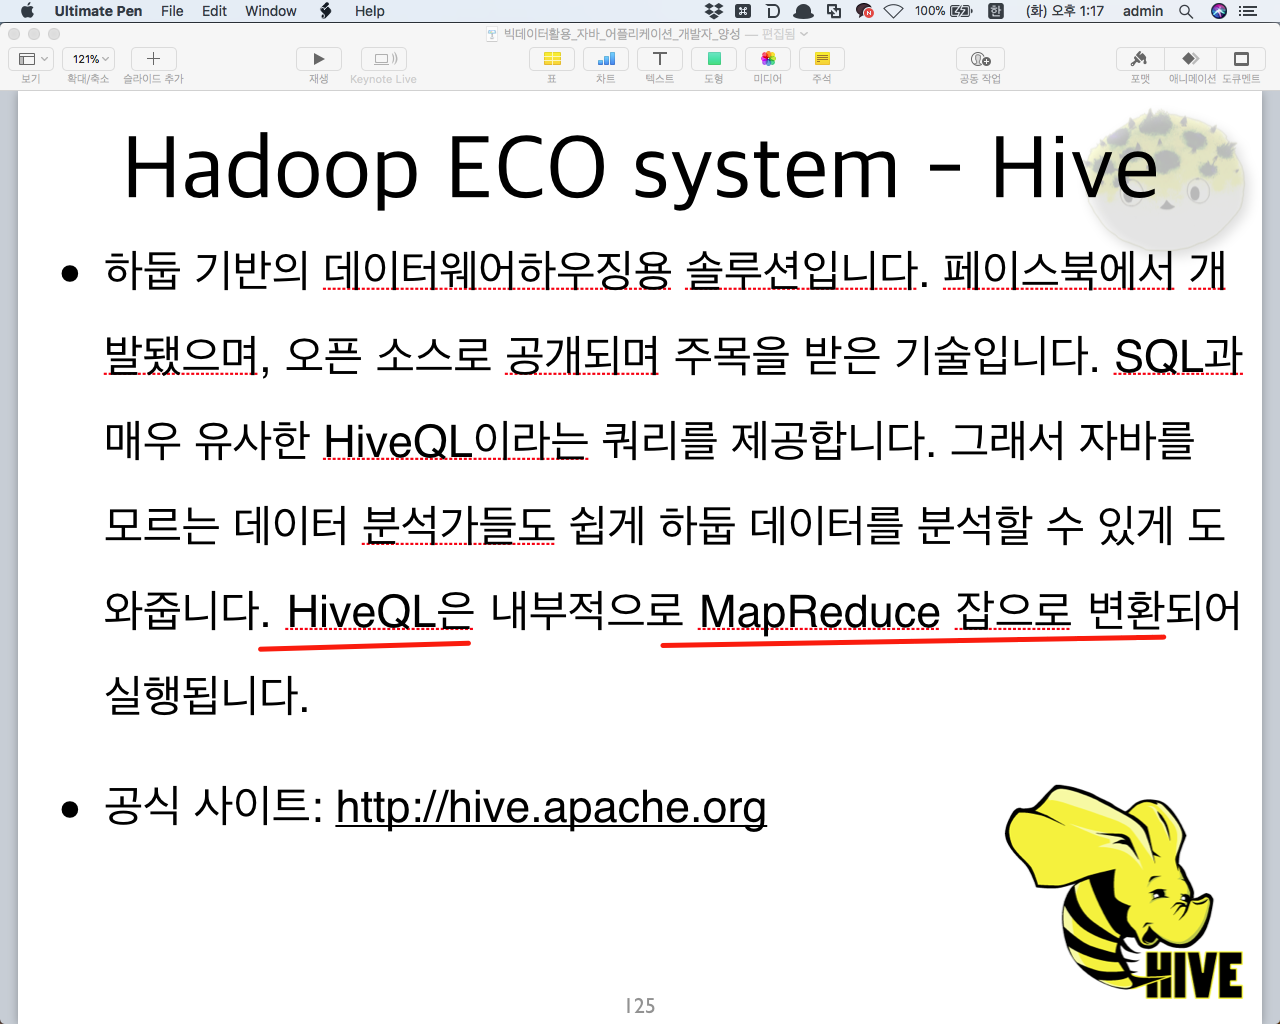 Ultimate Pen File Edit Window Help 100% 한 (화) 오후 1:17 admin
빅데이터활용_자바_어플리케이션_개발자_양성 — 편집됨
121%
보기 확대/축소 슬라이드 추가 재생 Keynote Live 표 차트 텍스트 도형 미디어 주석 공동 작업 포맷 애니메이션 도큐멘트
Hadoop ECO system - Hive
• 하둡 기반의 데이터웨어하우징용 솔루션입니다. 페이스북에서 개
발됐으며, 오픈 소스로 공개되며 주목을 받은 기술입니다. SQL과
매우 유사한 HiveQL이라는 쿼리를 제공합니다. 그래서 자바를
모르는 데이터 분석가들도 쉽게 하둡 데이터를 분석할 수 있게 도
와줍니다. HiveQL은 내부적으로 MapReduce 잡으로 변환되어
실행됩니다.
• 공식 사이트: http://hive.apache.org
HIVE
125